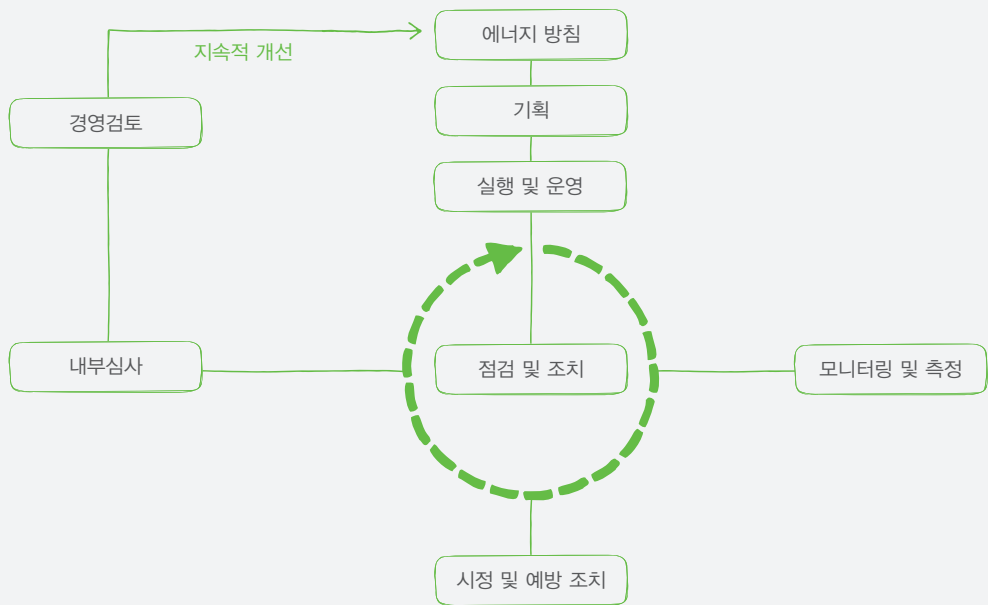 에너지 방침
지속적 개선
기획
경영검토
실행 및 운영
내부심사
점검 및 조치
모니터링 및 측정
시정 및 예방 조치